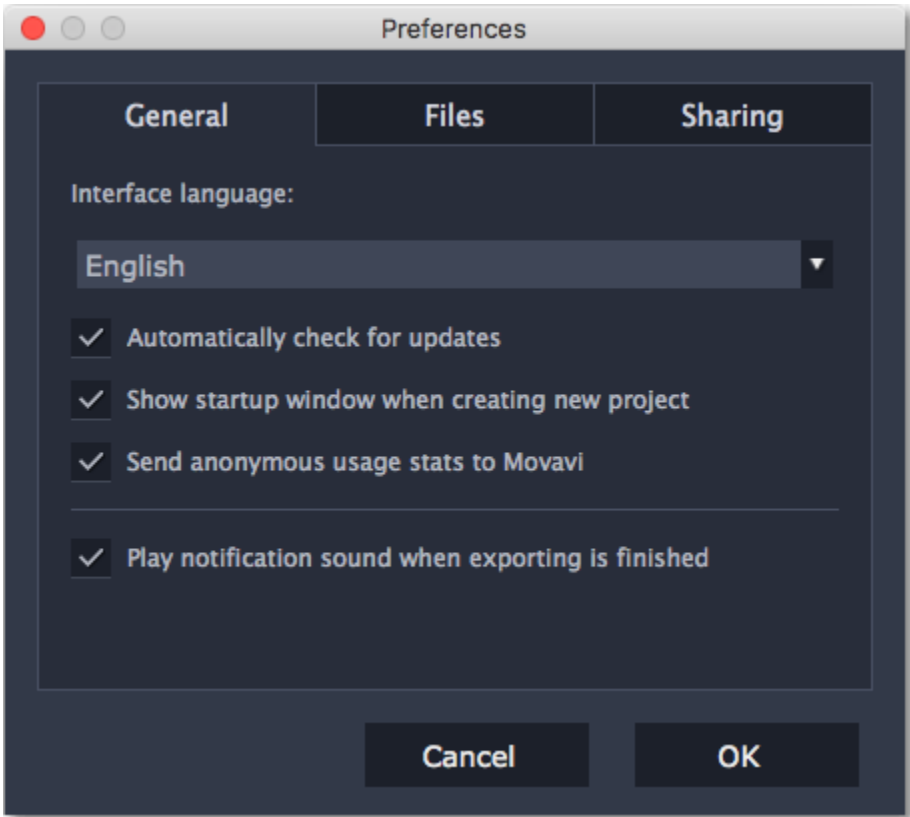 Preferences
General
Files
Sharing
Interface language:
English
Automatically check for updates
Show startup window when creating new project
Send anonymous usage stats to Movavi
Play notification sound when exporting is finished
Cancel
OK